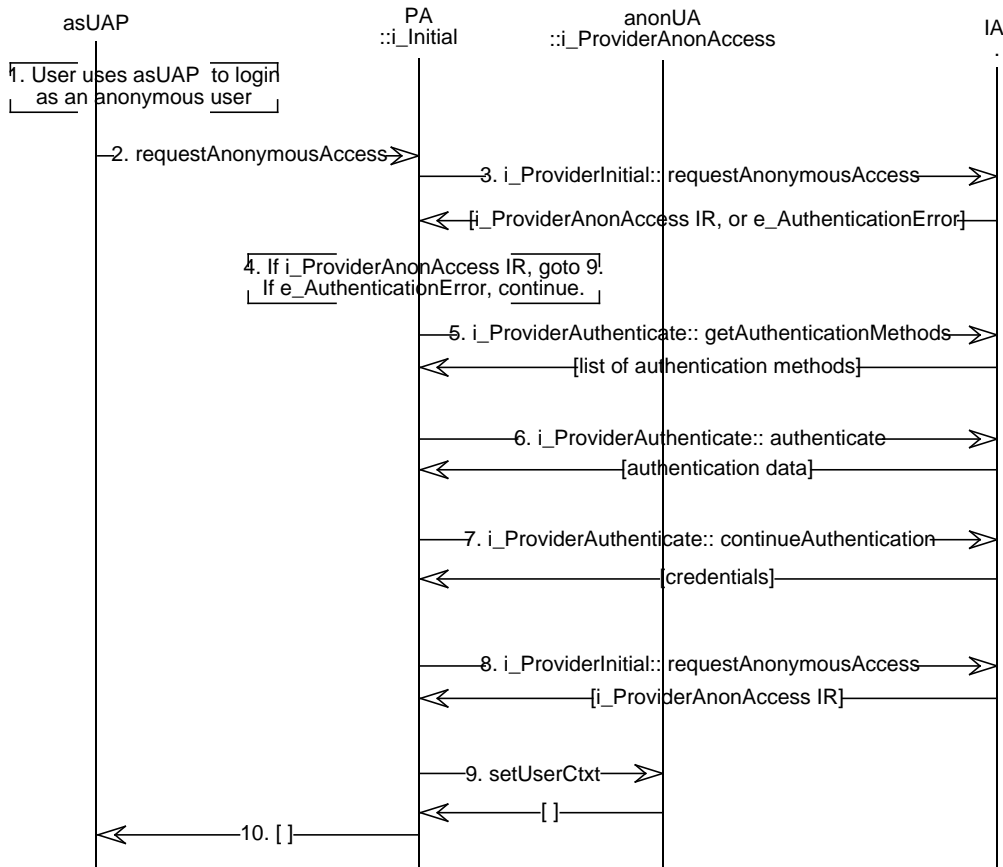 asUAP
PA
::i_Initial
anonUA
::i_ProviderAnonAccess
IA
.
1. User uses asUAP to login
as an anonymous user
2. requestAnonymousAccess
3. i_ProviderInitial:: requestAnonymousAccess
[i_ProviderAnonAccess IR, or e_AuthenticationError]
4. If i_ProviderAnonAccess IR, goto 9.
If e_AuthenticationError, continue.
5. i_ProviderAuthenticate:: getAuthenticationMethods
[list of authentication methods]
6. i_ProviderAuthenticate:: authenticate
[authentication data]
7. i_ProviderAuthenticate:: continueAuthentication
[credentials]
8. i_ProviderInitial:: requestAnonymousAccess
[i_ProviderAnonAccess IR]
9. setUserCtxt
[ ]
10. [ ]